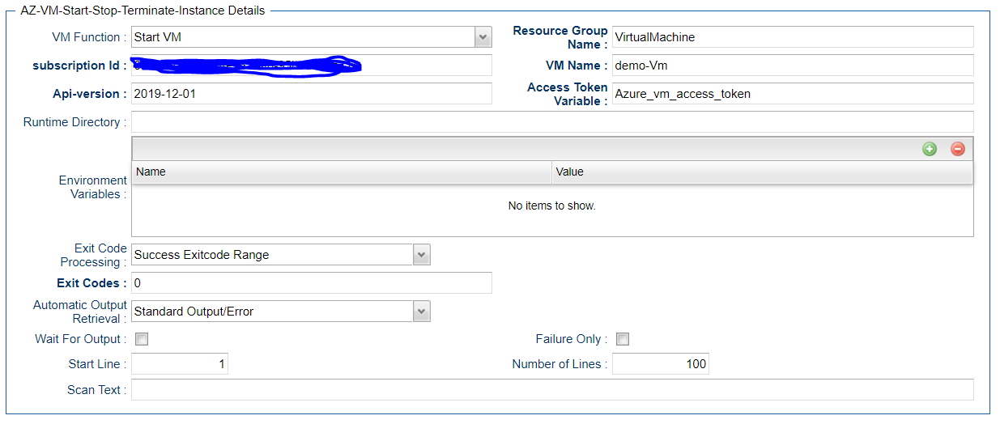 AZ-VM-Start-Stop-Terminate-Instance Details
VM Function : Start VM
Resource Group Name : VirtualMachine
subscription Id :
VM Name : demo-Vm
Api-version : 2019-12-01
Access Token Variable : Azure_vm_access_token
Runtime Directory :
Environment Variables :
Name Value
No items to show.
Exit Code Processing : Success Exitcode Range
Exit Codes : 0
Automatic Output Retrieval : Standard Output/Error
Wait For Output :
Failure Only :
Start Line : 1
Number of Lines : 100
Scan Text :